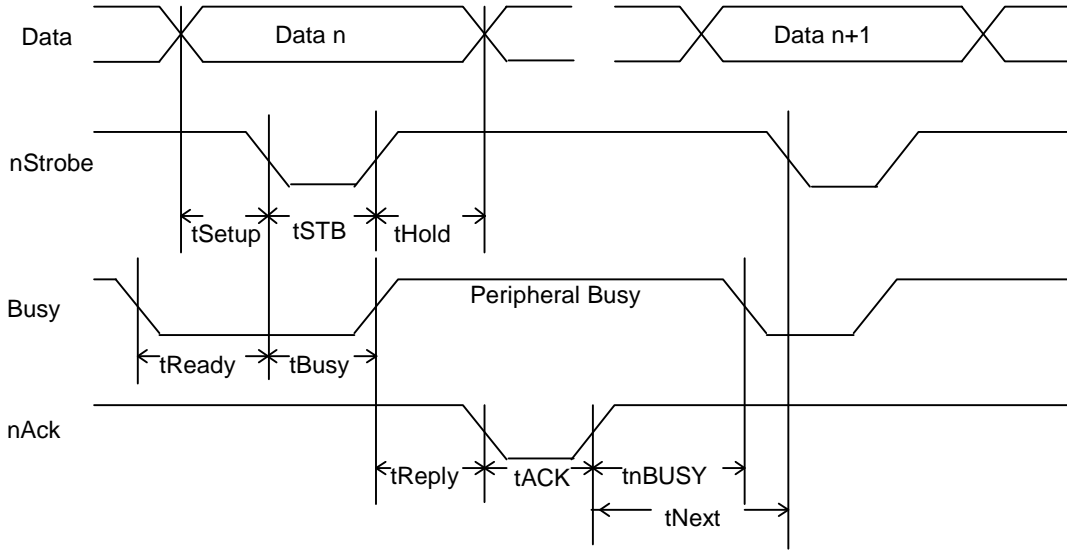 Data
Data n
Data n+1
nStrobe
tSetup
tSTB
tHold
Busy
Peripheral Busy
tReady
tBusy
nAck
tReply
tACK
tnBUSY
tNext